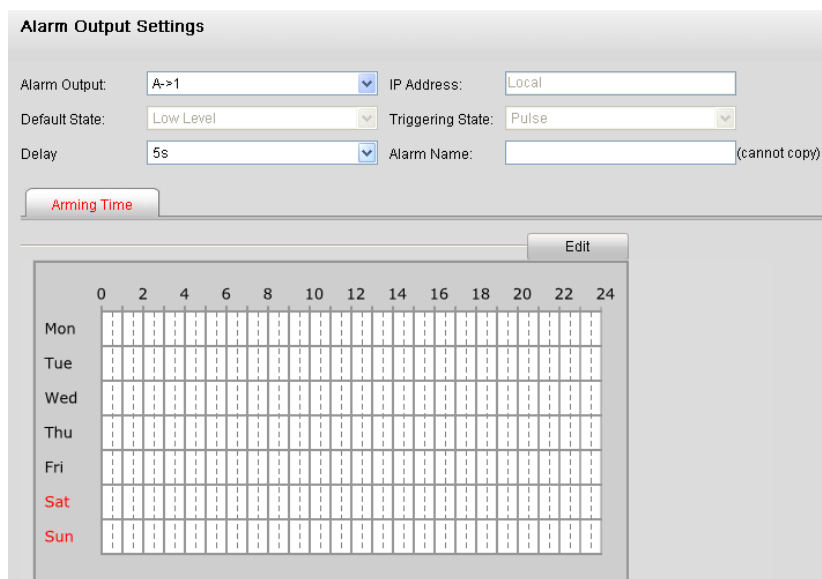 Alarm Output Settings
Alarm Output: A->1 IP Address: Local
Default State: Low Level Triggering State: Pulse
Delay 5s Alarm Name: (cannot copy)
Arming Time
Edit
0 2 4 6 8 10 12 14 16 18 20 22 24
Mon
Tue
Wed
Thu
Fri
Sat
Sun